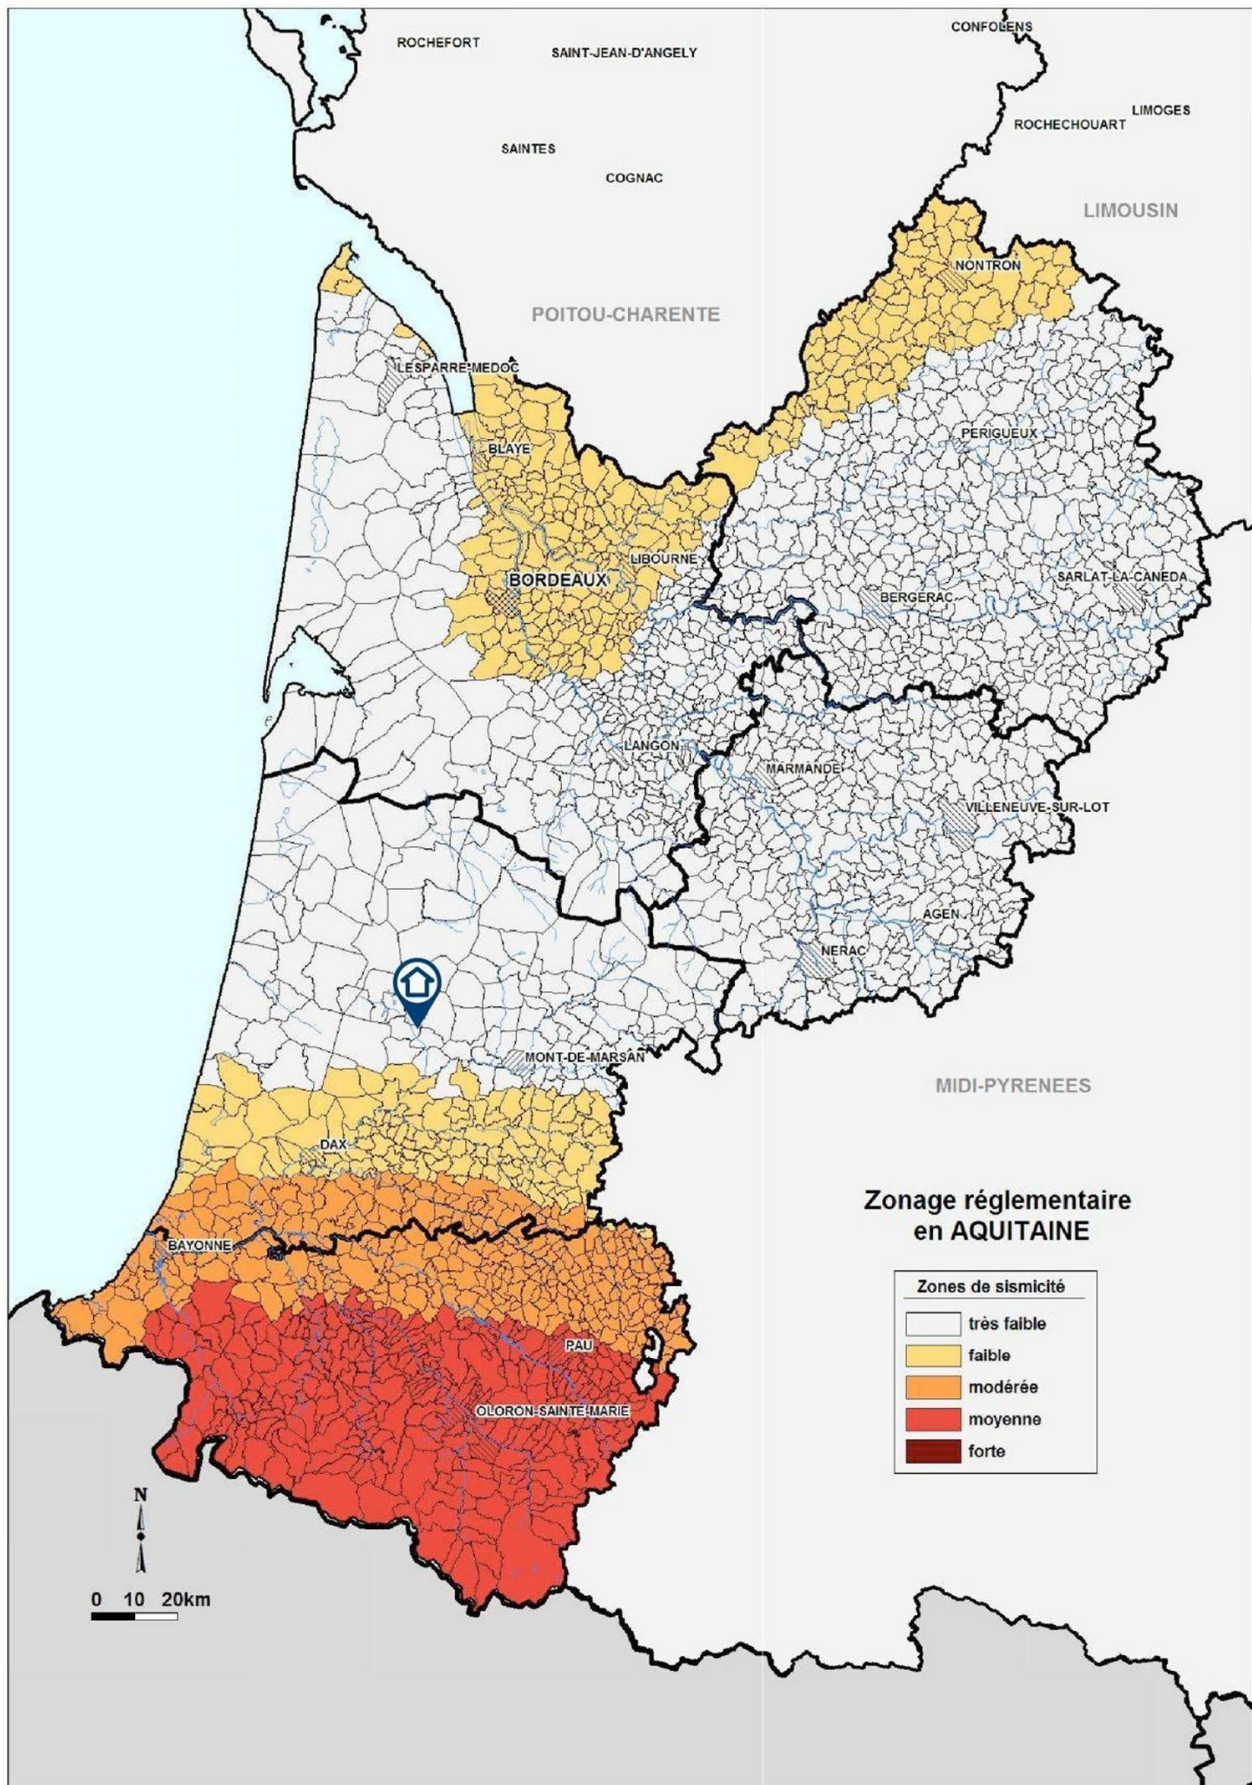 CONFOLENS
ROCHEFORT
SAINT-JEAN-D'ANGELY
LIMOGES
ROCHECHOUART
SAINTES
COGNAC
LIMOUSIN
NONTRON
POITOU-CHARENTE
LESPARRE-MEDOC
PERIGUEUX
BLAYE
LIBOURNE
BORDEAUX
SARLAT-LA-CANEDA
BERGERAC
LANGON
MARMANDE
VILLENEUVE-SUR-LOT
AGEN
NERAC
MONT-DE-MARSAN
MIDI-PYRENEES
DAX
Zonage réglementaire
en AQUITAINE
BAYONNE
Zones de sismicité
très faible
faible
modérée
moyenne
forte
PAU
OLORON-SAINTE-MARIE
N
0 10 20km